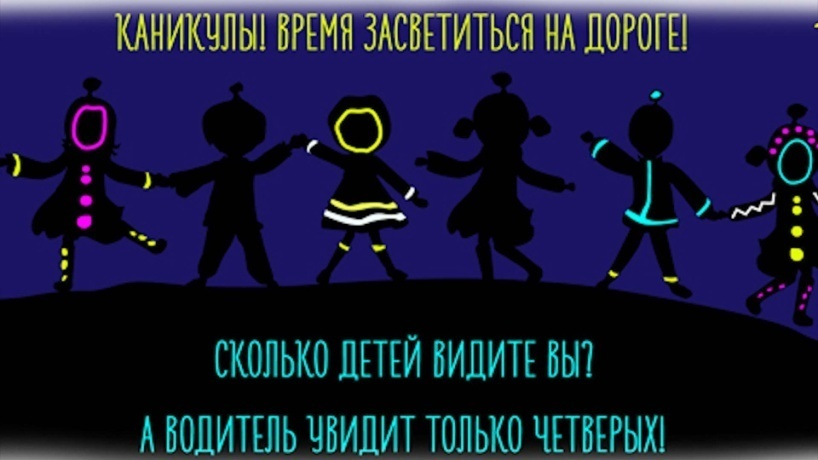 КАНИКУЛЫ! ВРЕМЯ ЗАСВЕТИТЬСЯ НА ДОРОГЕ!
СКОЛЬКО ДЕТЕЙ ВИДИТЕ ВЫ?
А ВОДИТЕЛЬ УВИДИТ ТОЛЬКО ЧЕТВЕРЫХ!